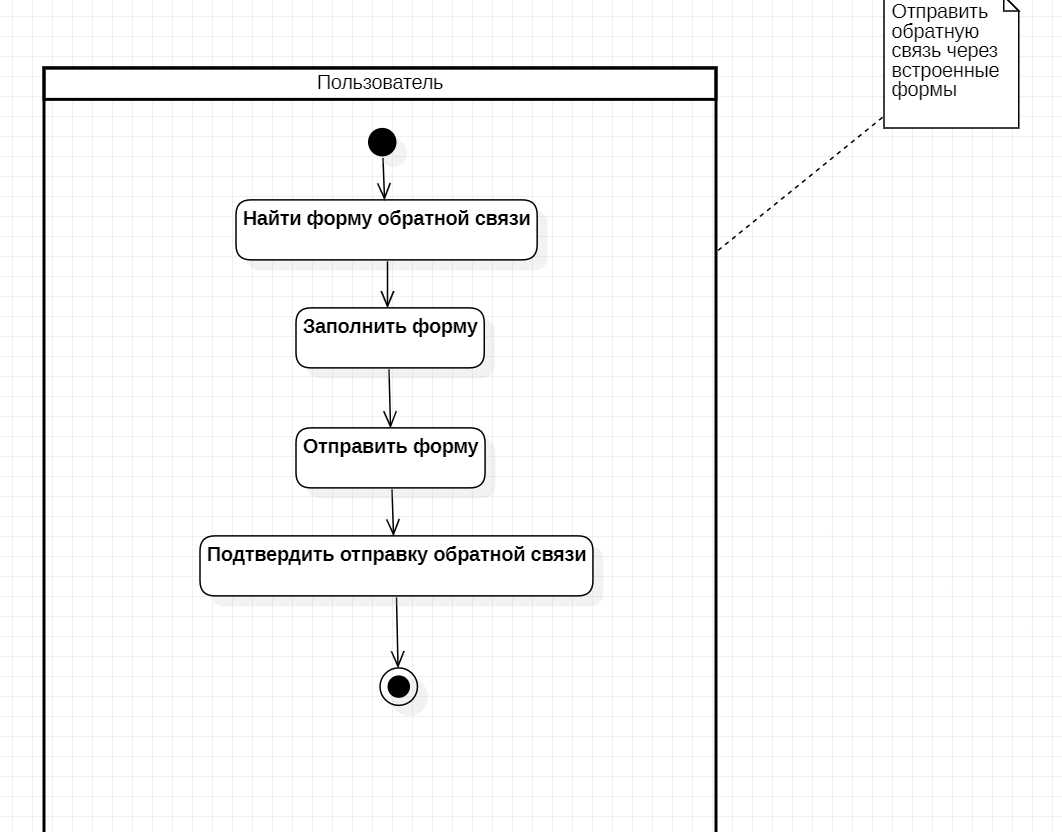 Отправить
обратную
связь через
встроенные
формы
Пользователь
Найти форму обратной связи
Заполнить форму
Отправить форму
Подтвердить отправку обратной связи